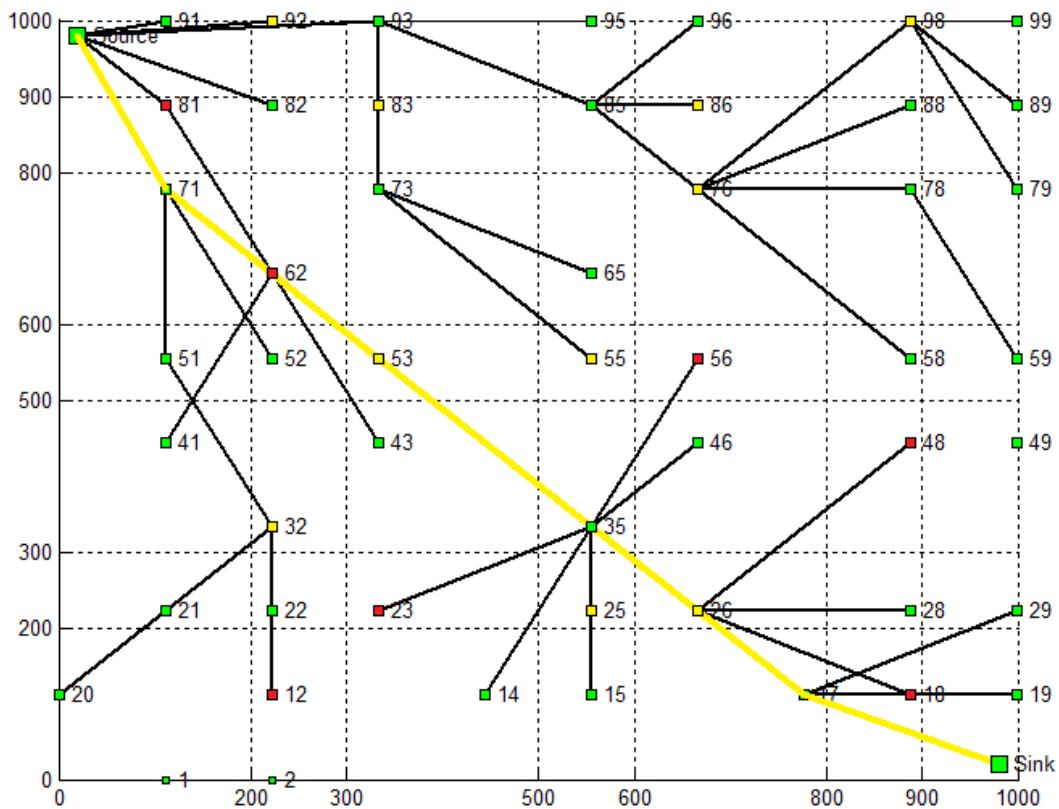 1000 91 92 93 95 96 98 99
Source
900 81 82 83 85 86 88 89
800 71 73 76 78 79
62 65
600 51 52 53 55 56 58 59
500 41 43 46 48 49
32 35
300
21 22 23 25 26 28 29
200
20 12 14 15 17 18 19
Sink
0 1 2
0 200 300 500 600 800 900 1000